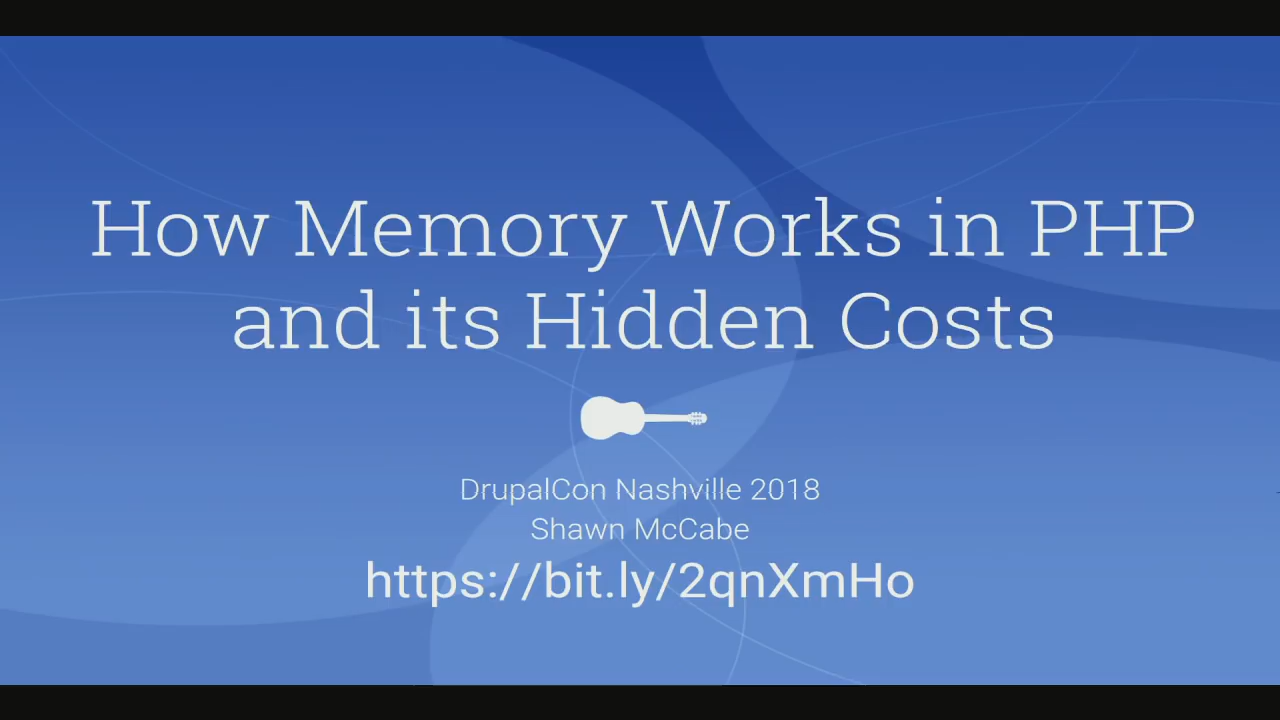 How Memory Works in PHP
and its Hidden Costs
DrupalCon Nashville 2018
Shawn McCabe
https://bit.ly/2qnXmHo